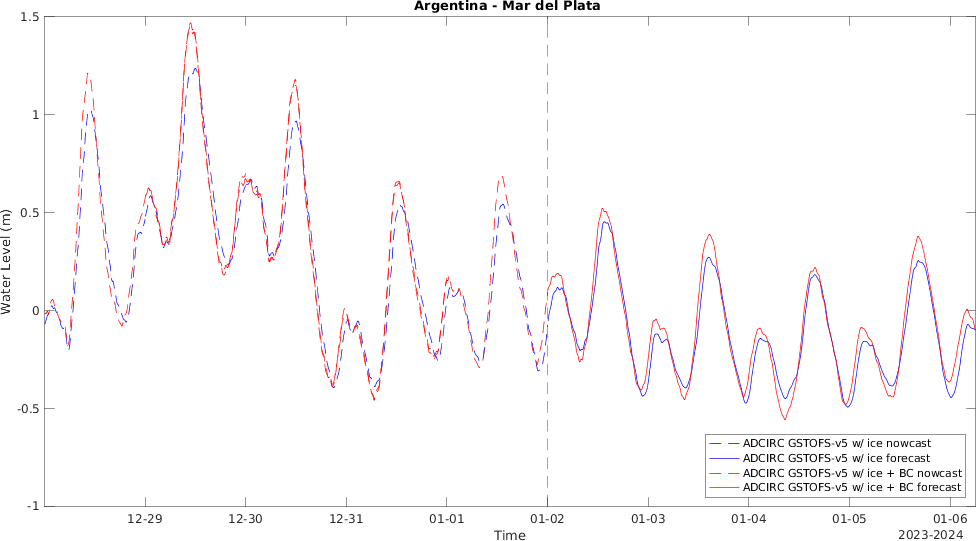 Argentina - Mar del Plata
1.5
1
0.5
0
-0.5
-1
Water Level (m)
12-29
12-30
12-31
01-01
01-02
01-03
01-04
01-05
01-06
Time
2023-2024
ADCIRC GSTOFS-v5 w/ ice nowcast
ADCIRC GSTOFS-v5 w/ ice forecast
ADCIRC GSTOFS-v5 w/ ice + BC nowcast
ADCIRC GSTOFS-v5 w/ ice + BC forecast